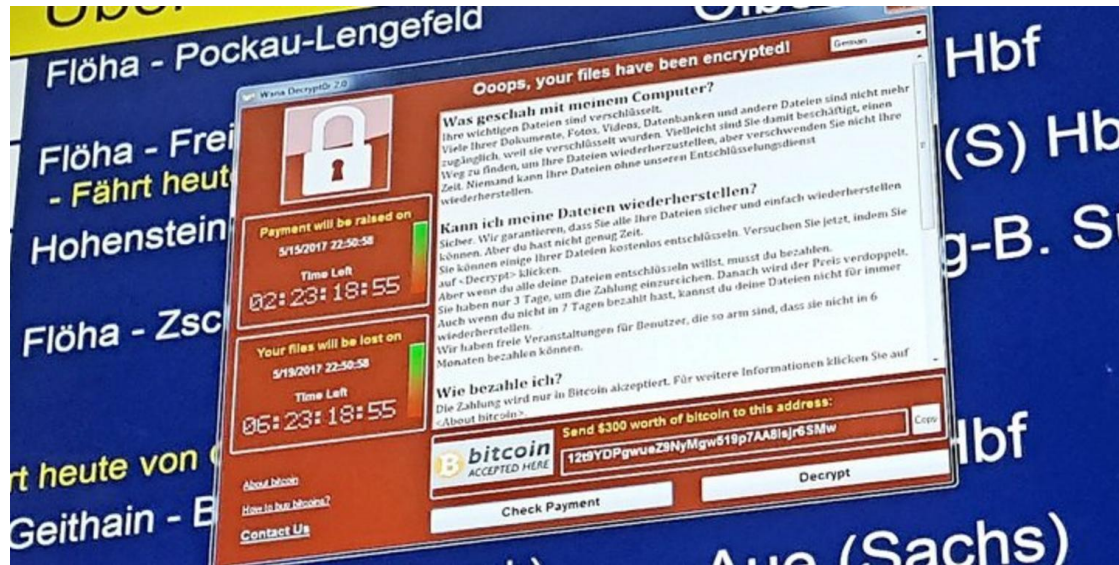 Flöha - Pockau-Lengefeld
Flöha - Frei
- Fährt heut
Hohenstein
Flöha - Zsc
rt heute von
Geithain - B
Hbf
(S) Hb
g-B. S
Hbf
Aue (Sachs)
Wana Decrypt0r 2.0
Ooops, your files have been encrypted!
German
Was geschah mit meinem Computer?
Ihre wichtigen Dateien sind verschlüsselt.
Viele Ihrer Dokumente, Fotos, Videos, Datenbanken und andere Dateien sind nicht mehr
zugänglich, weil sie verschlüsselt wurden. Vielleicht sind Sie damit beschäftigt, einen
Weg zu finden, um Ihre Dateien wiederherzustellen, aber verschwenden Sie nicht Ihre
Zeit. Niemand kann Ihre Dateien ohne unseren Entschlüsselungsdienst
wiederherstellen.
Kann ich meine Dateien wiederherstellen?
Sicher. Wir garantieren, dass Sie alle Ihre Dateien sicher und einfach wiederherstellen
können. Aber du hast nicht genug Zeit.
Sie können einige Ihrer Dateien kostenlos entschlüsseln. Versuchen Sie jetzt, indem Sie
auf <Decrypt> klicken.
Aber wenn du alle deine Dateien entschlüsseln willst, musst du bezahlen.
Sie haben nur 3 Tage, um die Zahlung einzureichen. Danach wird der Preis verdoppelt.
Auch wenn du nicht in 7 Tagen bezahlt hast, kannst du deine Dateien nicht für immer
wiederherstellen.
Wir haben freie Veranstaltungen für Benutzer, die so arm sind, dass sie nicht in 6
Monaten bezahlen können.
Wie bezahle ich?
Die Zahlung wird nur in Bitcoin akzeptiert. Für weitere Informationen klicken Sie auf
<About bitcoin>.
Payment will be raised on
5/15/2017 22:50:58
Time Left
02:23:18:55
Your files will be lost on
5/19/2017 22:50:58
Time Left
06:23:18:55
About bitcoin
How to buy bitcoins?
Contact Us
bitcoin
ACCEPTED HERE
Send $300 worth of bitcoin to this address:
12t9YDPgwueZ9NyMgw519p7AA8isjr6SMw
Copy
Check Payment
Decrypt